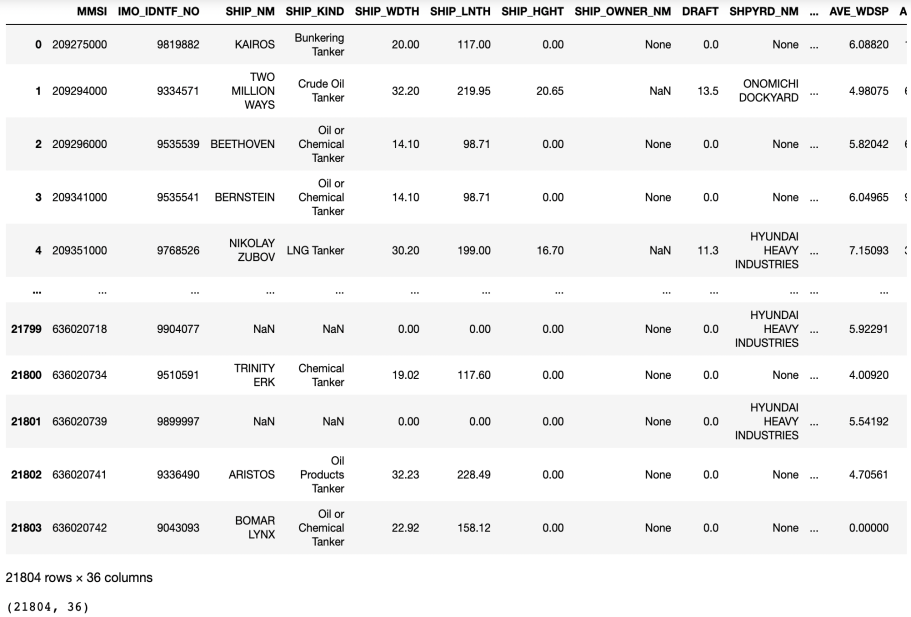 MMSI IMO_IDNTF_NO SHIP_NM SHIP_KIND SHIP_WDTH SHIP_LNTH SHIP_HGHT SHIP_OWNER_NM DRAFT SHPYRD_NM ... AVE_WDSP A
0 209275000 9819882 KAIROS Bunkering Tanker 20.00 117.00 0.00 None 0.0 None ... 6.08820
1 209294000 9334571 TWO MILLION WAYS Crude Oil Tanker 32.20 219.95 20.65 NaN 13.5 ONOMICHI DOCKYARD ... 4.98075
2 209296000 9535539 BEETHOVEN Oil or Chemical Tanker 14.10 98.71 0.00 None 0.0 None ... 5.82042
3 209341000 9535541 BERNSTEIN Oil or Chemical Tanker 14.10 98.71 0.00 None 0.0 None ... 6.04965
4 209351000 9768526 NIKOLAY ZUBOV LNG Tanker 30.20 199.00 16.70 NaN 11.3 HYUNDAI HEAVY INDUSTRIES ... 7.15093
... ... ... ... ... ... ... ... ... ... ... ... ...
21799 636020718 9904077 NaN NaN 0.00 0.00 0.00 None 0.0 HYUNDAI HEAVY INDUSTRIES ... 5.92291
21800 636020734 9510591 TRINITY ERK Chemical Tanker 19.02 117.60 0.00 None 0.0 None ... 4.00920
21801 636020739 9899997 NaN NaN 0.00 0.00 0.00 None 0.0 HYUNDAI HEAVY INDUSTRIES ... 5.54192
21802 636020741 9336490 ARISTOS Oil Products Tanker 32.23 228.49 0.00 None 0.0 None ... 4.70561
21803 636020742 9043093 BOMAR LYNX Oil or Chemical Tanker 22.92 158.12 0.00 None 0.0 None ... 0.00000
21804 rows × 36 columns
(21804, 36)